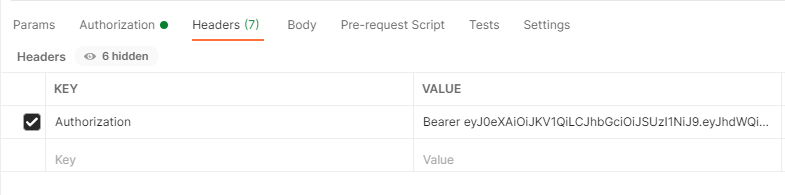 Params Authorization Headers (7) Body Pre-request Script Tests Settings
Headers 6 hidden
KEY VALUE
Authorization Bearer eyJ0eXAiOiJKV1QiLCJhbGciOiJSUzI1NiJ9.eyJhdWQi...
Key Value